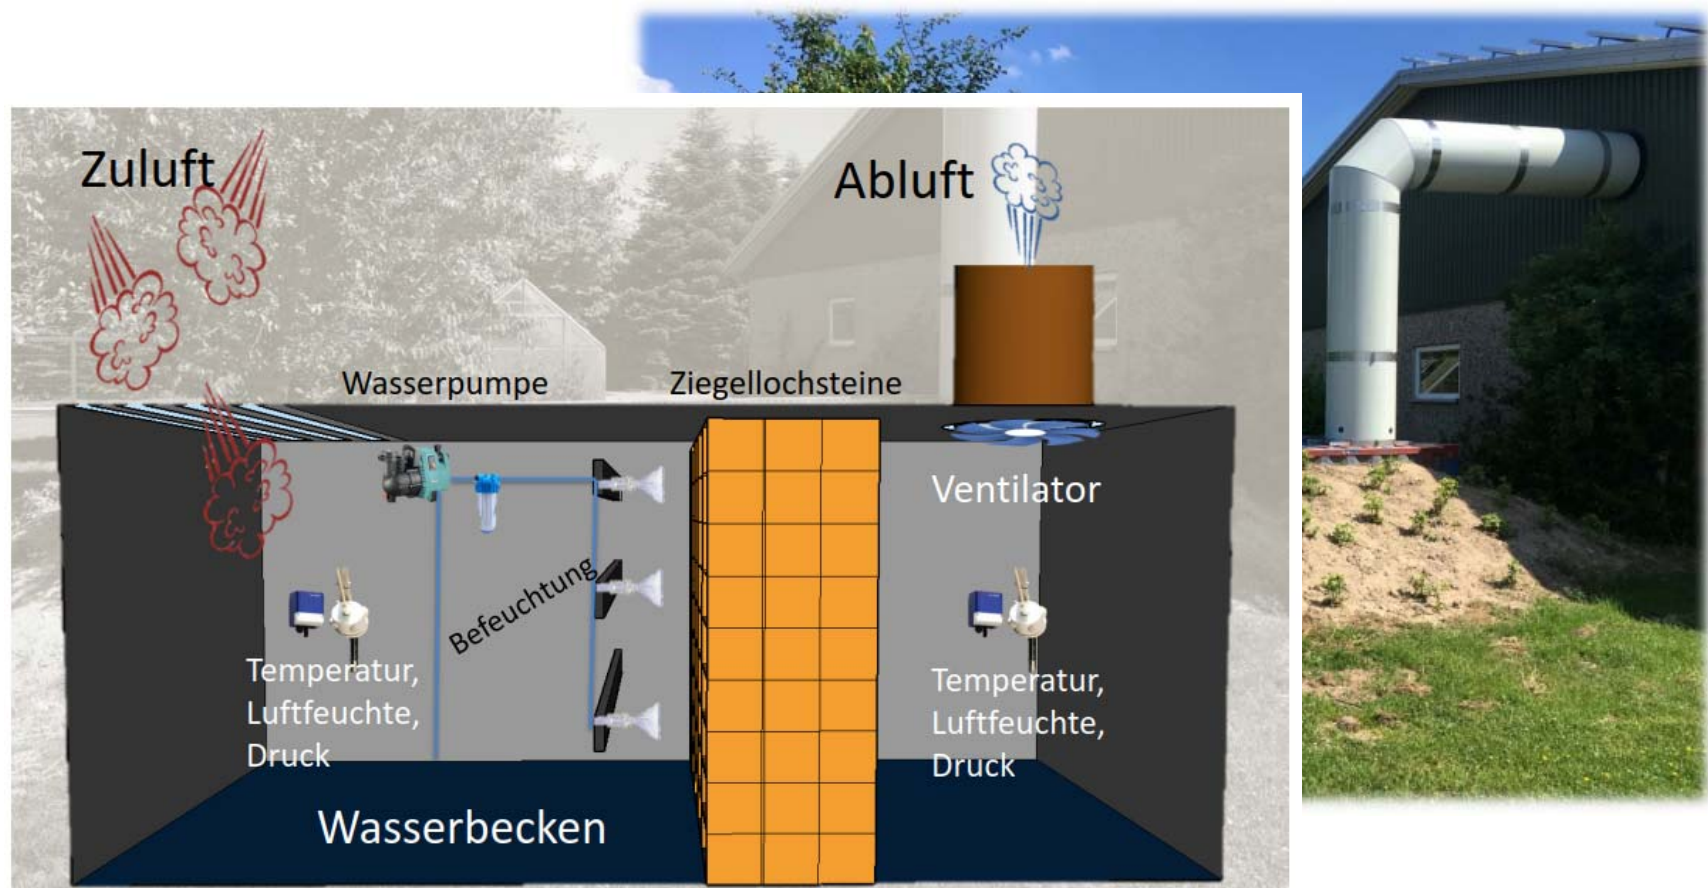 Zuluft
Abluft
Wasserpumpe
Ziegellochsteine
Ventilator
Befeuchtung
Temperatur,
Luftfeuchte,
Druck
Temperatur,
Luftfeuchte,
Druck
Wasserbecken